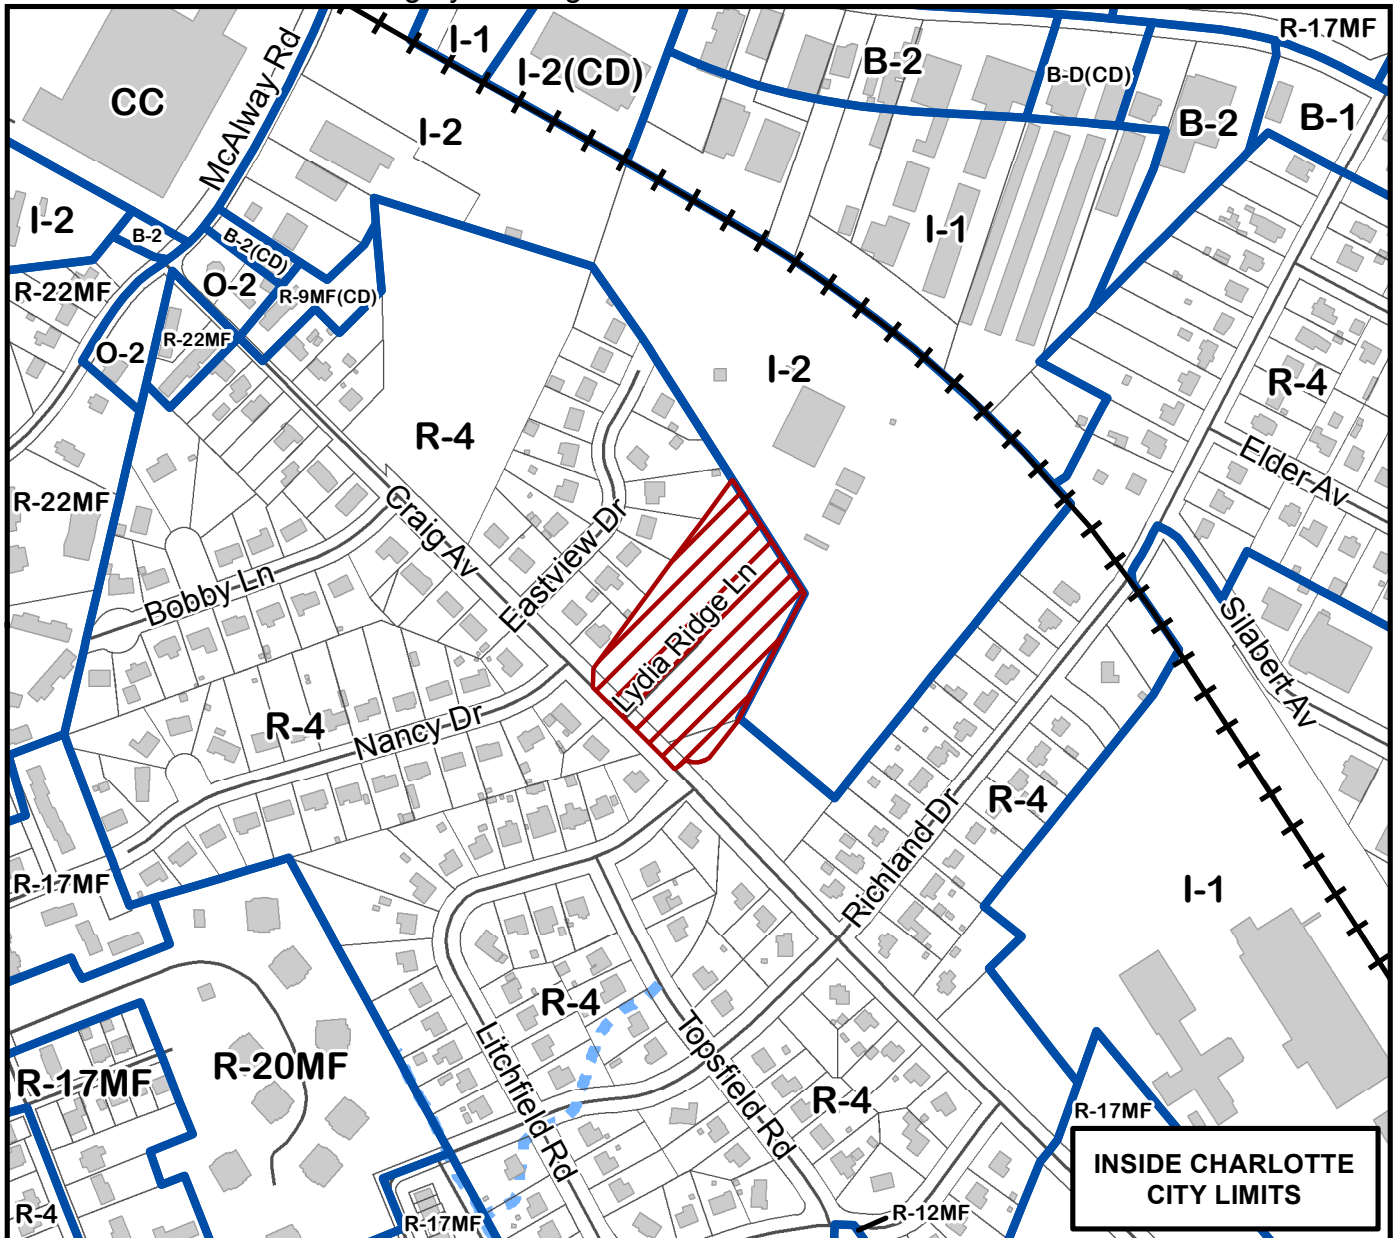 R-17MF
I-1
B-2
I-2(CD)
B-D(CD)
CC
McAlway Rd
I-2
B-2
B-1
I-2
B-2
B-2(CD)
I-1
O-2
R-22MF
R-9MF(CD)
R-22MF
O-2
I-2
R-4
R-4
Elder Av
R-22MF
Craig Av
Eastview Dr
Bobby Ln
Lydia Ridge Ln
Silabert Av
R-4
Nancy Dr
R-4
Richland Dr
R-17MF
I-1
R-4
Litchfield Rd
Topsfield Rd
R-20MF
R-17MF
R-4
R-17MF
INSIDE CHARLOTTE
CITY LIMITS
R-4
R-17MF
R-12MF